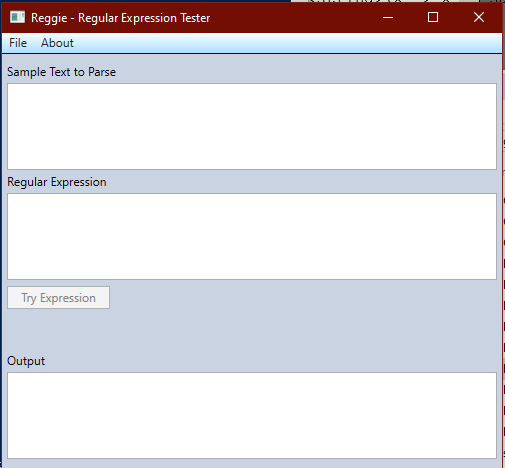 Reggie - Regular Expression Tester
File About
Sample Text to Parse
Regular Expression
Try Expression
Output